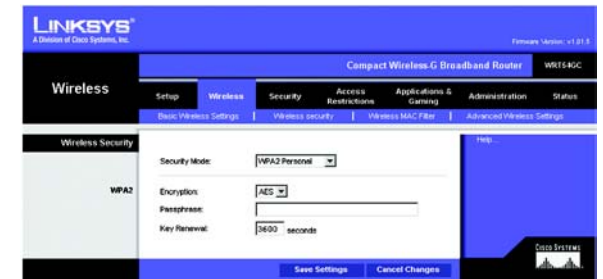 LINKSYS®
A Division of Cisco Systems, Inc.
Firmware Version: v1.01.5
Compact Wireless-G Broadband Router WRT54GC
Wireless
Setup Wireless Security Access Restrictions Applications & Gaming Administration Status
Basic Wireless Settings | Wireless security | Wireless MAC Filter | Advanced Wireless Settings
Wireless Security
Help...
Security Mode: WPA2 Personal
WPA2
Encryption: AES
Passphrase:
Key Renewal: 3600 seconds
Save Settings Cancel Changes
CISCO SYSTEMS